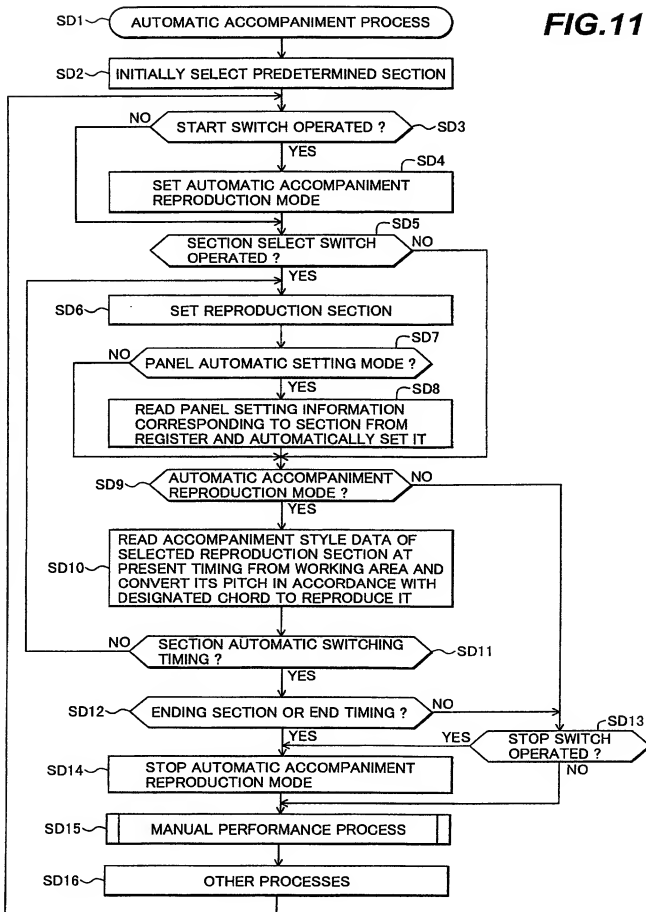 FIG.11
SD1
AUTOMATIC ACCOMPANIMENT PROCESS
SD2
INITIALLY SELECT PREDETERMINED SECTION
NO
START SWITCH OPERATED ?
SD3
YES
SD4
SET AUTOMATIC ACCOMPANIMENT
REPRODUCTION MODE
SD5
SECTION SELECT SWITCH
OPERATED ?
NO
YES
SD6
SET REPRODUCTION SECTION
SD7
NO
PANEL AUTOMATIC SETTING MODE ?
YES
SD8
READ PANEL SETTING INFORMATION
CORRESPONDING TO SECTION FROM
REGISTER AND AUTOMATICALLY SET IT
SD9
AUTOMATIC ACCOMPANIMENT
REPRODUCTION MODE ?
NO
YES
SD10
READ ACCOMPANIMENT STYLE DATA OF
SELECTED REPRODUCTION SECTION AT
PRESENT TIMING FROM WORKING AREA AND
CONVERT ITS PITCH IN ACCORDANCE WITH
DESIGNATED CHORD TO REPRODUCE IT
NO
SECTION AUTOMATIC SWITCHING
TIMING ?
SD11
YES
SD12
ENDING SECTION OR END TIMING ?
NO
SD13
YES
YES
STOP SWITCH
OPERATED ?
NO
SD14
STOP AUTOMATIC ACCOMPANIMENT
REPRODUCTION MODE
SD15
MANUAL PERFORMANCE PROCESS
SD16
OTHER PROCESSES